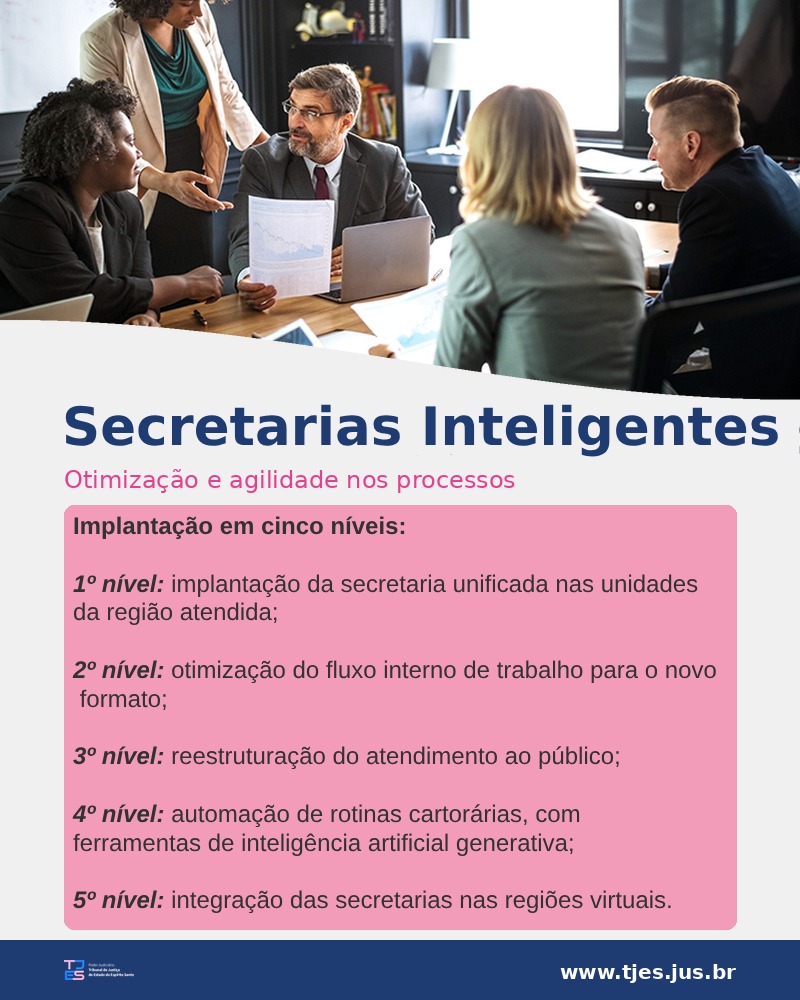 Secretarias Inteligentes
Otimização e agilidade nos processos
Implantação em cinco níveis:
1º nível: implantação da secretaria unificada nas unidades
da região atendida;
2º nível: otimização do fluxo interno de trabalho para o novo
formato;
3º nível: reestruturação do atendimento ao público;
4º nível: automação de rotinas cartorárias, com
ferramentas de inteligência artificial generativa;
5º nível: integração das secretarias nas regiões virtuais.
TJES
Poder Judiciário
Tribunal de Justiça
do Estado do Espírito Santo
www.tjes.jus.br